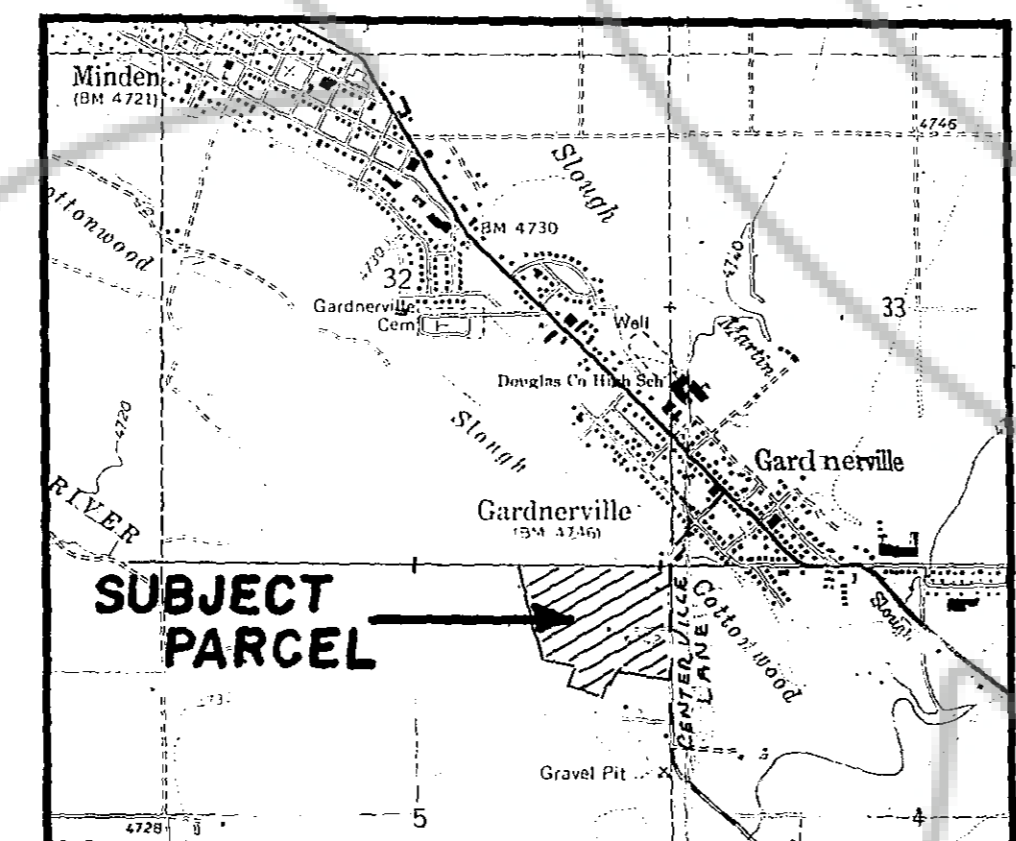 Minden
(BM 4721)
4746
Slough
ottonwood
BM 4730
4730
32
4740
33
Gardnerville
Cem
Well
Martin
Douglas Co High Sch
4720
Slough
Gardnerville
Gardnerville
(BM 4746)
RIVER
SUBJECT
PARCEL
CENTERVILLE
LANE
Cottonwood
Slough
Gravel Pit
4728
5
4